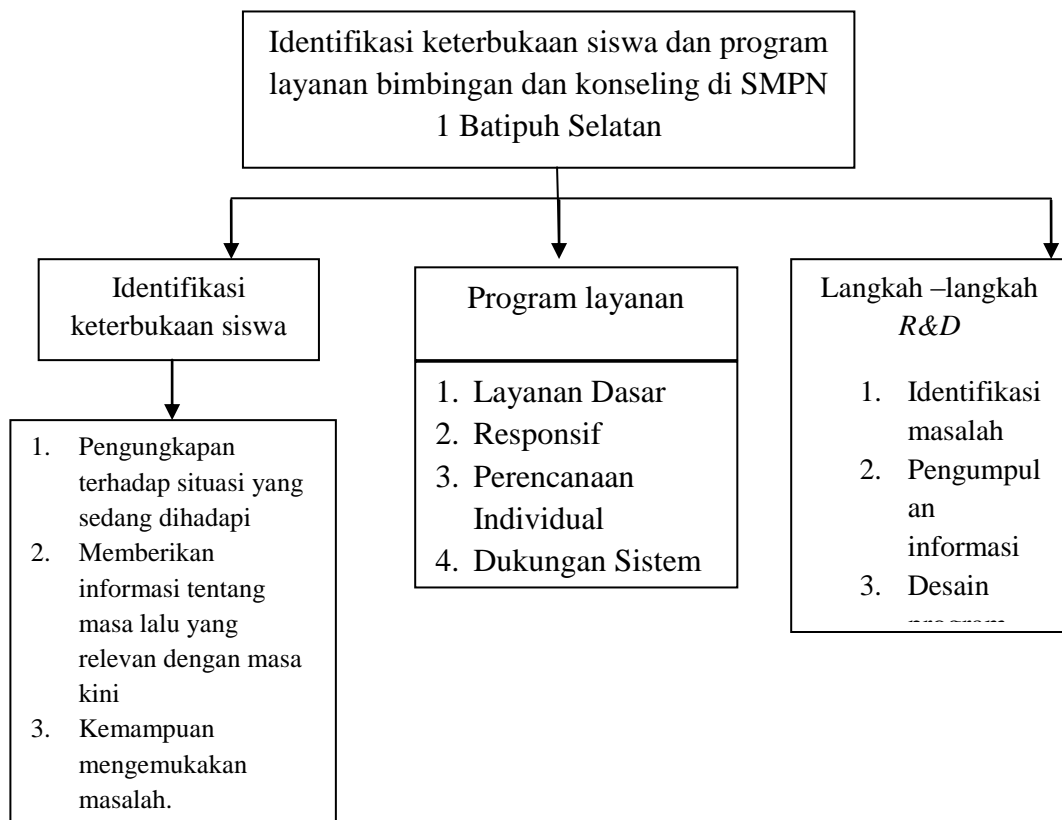 Identifikasi keterbukaan siswa dan program
layanan bimbingan dan konseling di SMPN
1 Batipuh Selatan
Identifikasi
keterbukaan siswa
1. Pengungkapan
terhadap situasi yang
sedang dihadapi
2. Memberikan
informasi tentang
masa lalu yang
relevan dengan masa
kini
3. Kemampuan
mengemukakan
masalah.
Program layanan
1. Layanan Dasar
2. Responsif
3. Perencanaan
Individual
4. Dukungan Sistem
Langkah –langkah
R&D
1. Identifikasi
masalah
2. Pengumpul
an
informasi
3. Desain